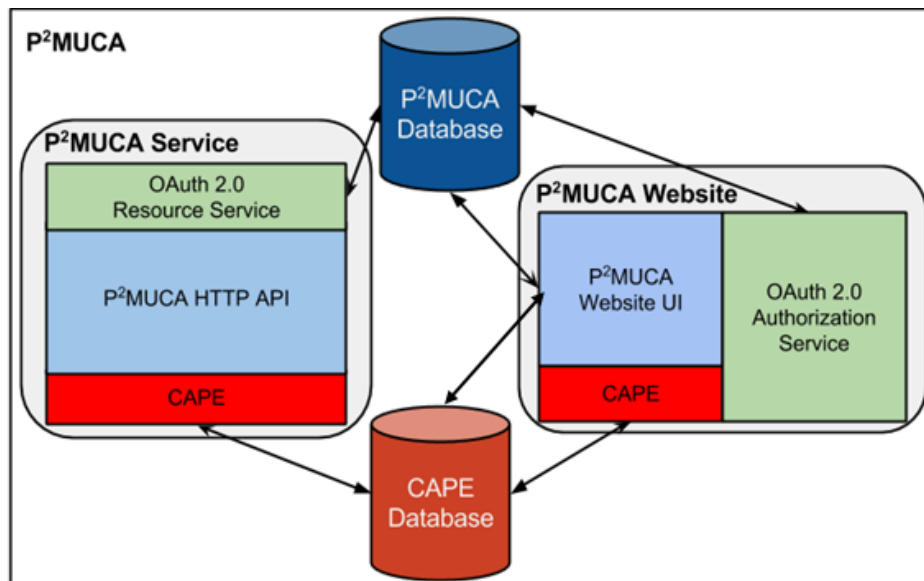 P²MUCA
P²MUCA
Database
P²MUCA Service
OAuth 2.0
Resource Service
P²MUCA HTTP API
CAPE
P²MUCA Website
P²MUCA
Website UI
OAuth 2.0
Authorization
Service
CAPE
CAPE
Database